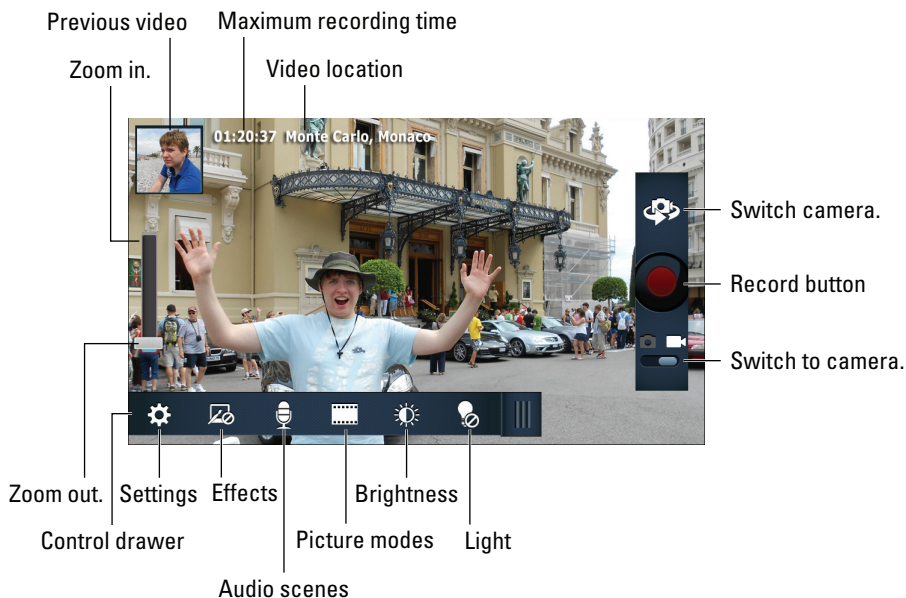 Previous video
Maximum recording time
Zoom in.
Video location
01:20:37 Monte Carlo, Monaco
Switch camera.
Record button
Switch to camera.
Zoom out.
Settings
Effects
Brightness
Control drawer
Picture modes
Light
Audio scenes